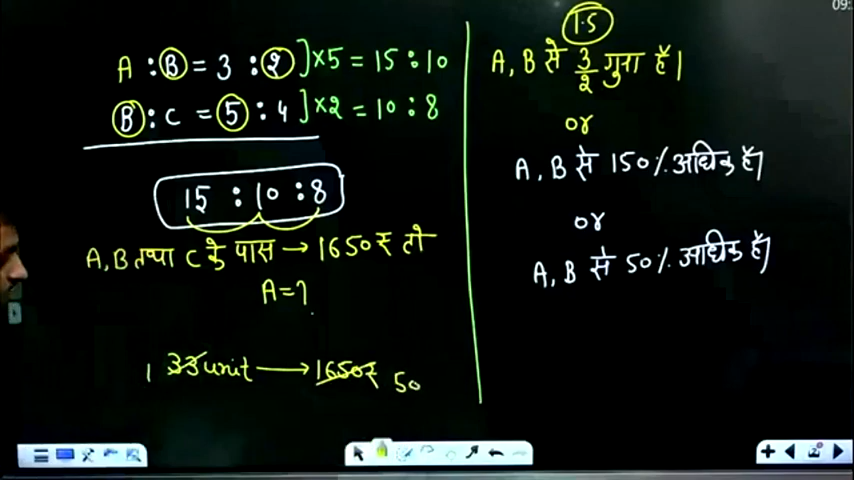 A : B = 3 : 2 ] ×5 = 15 : 10
B : C = 5 : 4 ] ×2 = 10 : 8
15 : 10 : 8
A, B तथा C के पास → 1650₹ तो
A = ?
1 33 unit → 1650₹ 50
1.5
A, B से 3/2 गुना है।
or
A, B से 150% अधिक है।
or
A, B से 50% अधिक है।
09: